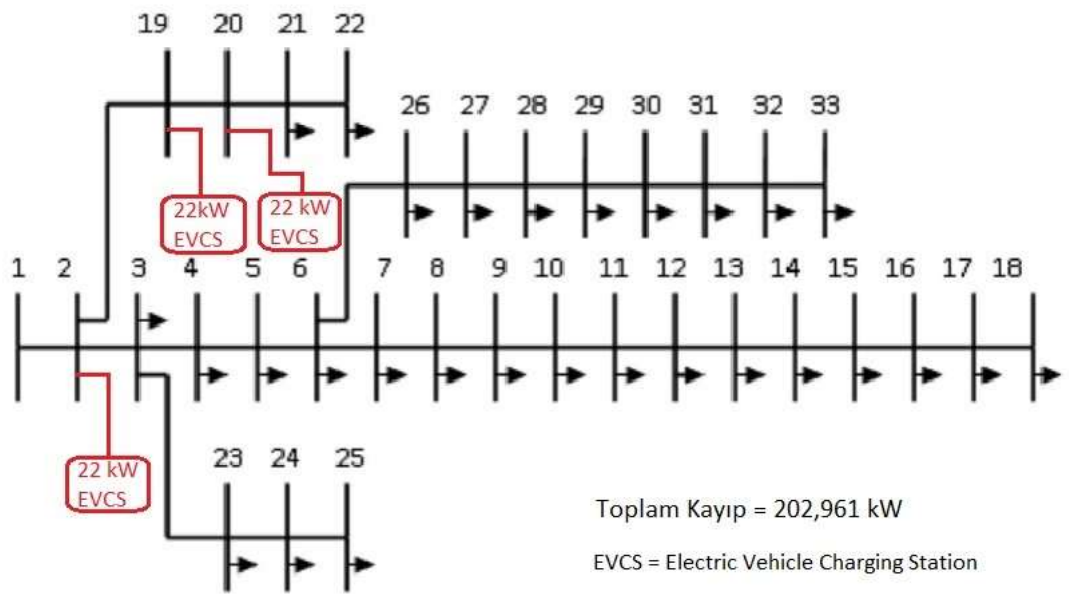 19 20 21 22
26 27 28 29 30 31 32 33
22kW
EVCS
22 kW
EVCS
1 2 3 4 5 6 7 8 9 10 11 12 13 14 15 16 17 18
22 kW
EVCS
23 24 25
Toplam Kayıp = 202,961 kW
EVCS = Electric Vehicle Charging Station